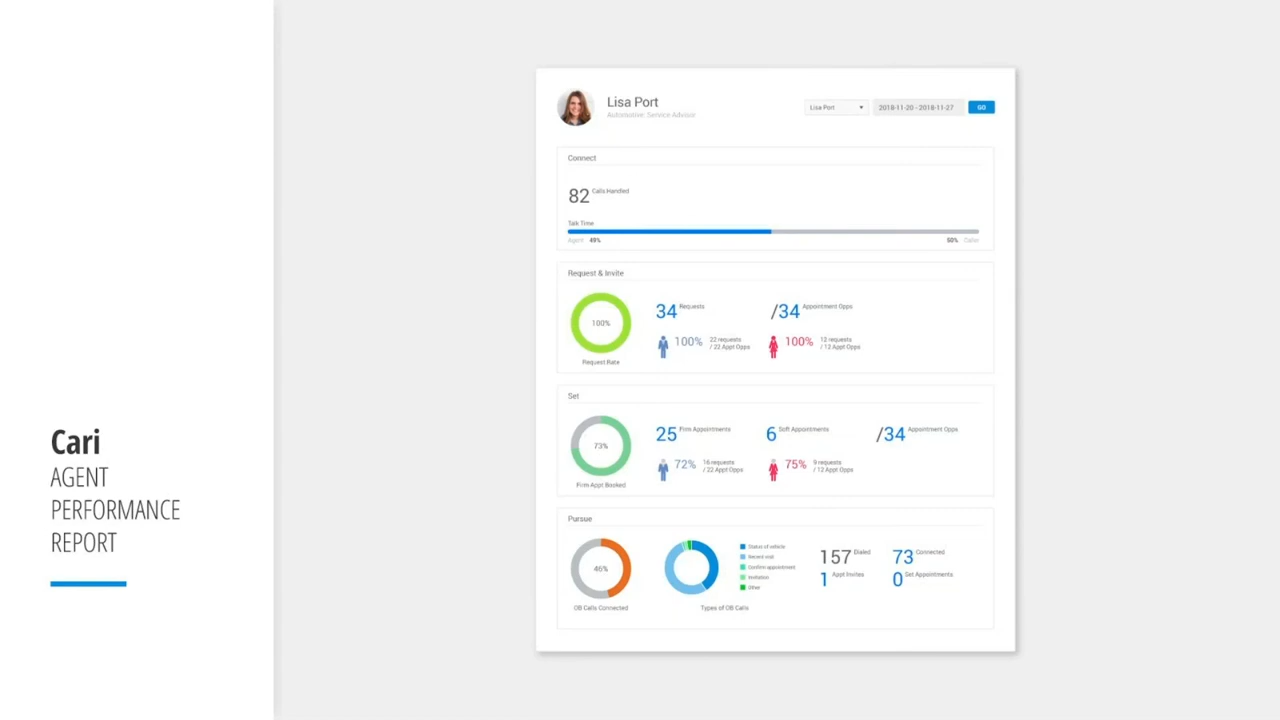 Cari
AGENT
PERFORMANCE
REPORT
Lisa Port
Automotive: Service Advisor
Lisa Port
2018-11-20 - 2018-11-27
GO
Connect
82 Calls Handled
Talk Time
Agent 49%
50% Caller
Request & Invite
100%
Request Rate
34 Requests
/34 Appointment Opps
100% 22 requests
/ 22 Appt Opps
100% 12 requests
/ 12 Appt Opps
Set
73%
Firm Appt Booked
25 Firm Appointments
6 Soft Appointments
/34 Appointment Opps
72% 16 requests
/ 22 Appt Opps
75% 9 requests
/ 12 Appt Opps
Pursue
46%
OB Calls Connected
Types of OB Calls
Status of vehicle
Recent visit
Confirm appointment
Invitation
Other
157 Dialed
73 Connected
1 Appt Invites
0 Set Appointments